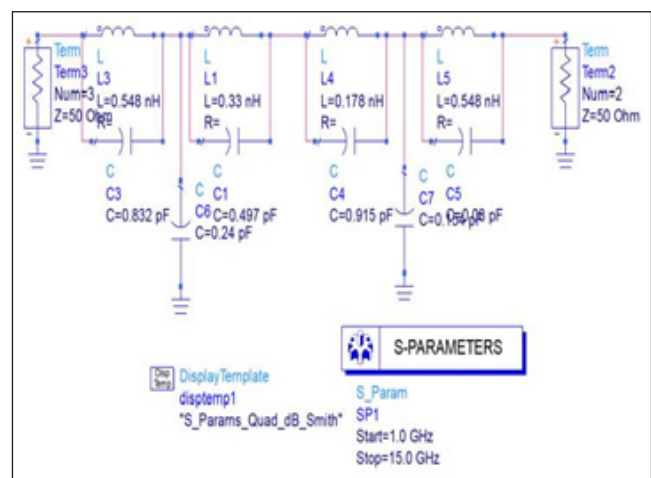 Term
Term3
Num=3
Z=50 Ohm
L
L3
L=0.548 nH
R=
L
L1
L=0.33 nH
R=
L
L4
L=0.178 nH
R=
L
L5
L=0.548 nH
R=
Term
Term2
Num=2
Z=50 Ohm
C
C3
C=0.832 pF
C
C6
C=0.24 pF
C
C1
C=0.497 pF
C
C4
C=0.915 pF
C
C7
C
C5
Disp
Temp
DisplayTemplate
disptemp1
"S_Params_Quad_dB_Smith"
S-PARAMETERS
S_Param
SP1
Start=1.0 GHz
Stop=15.0 GHz